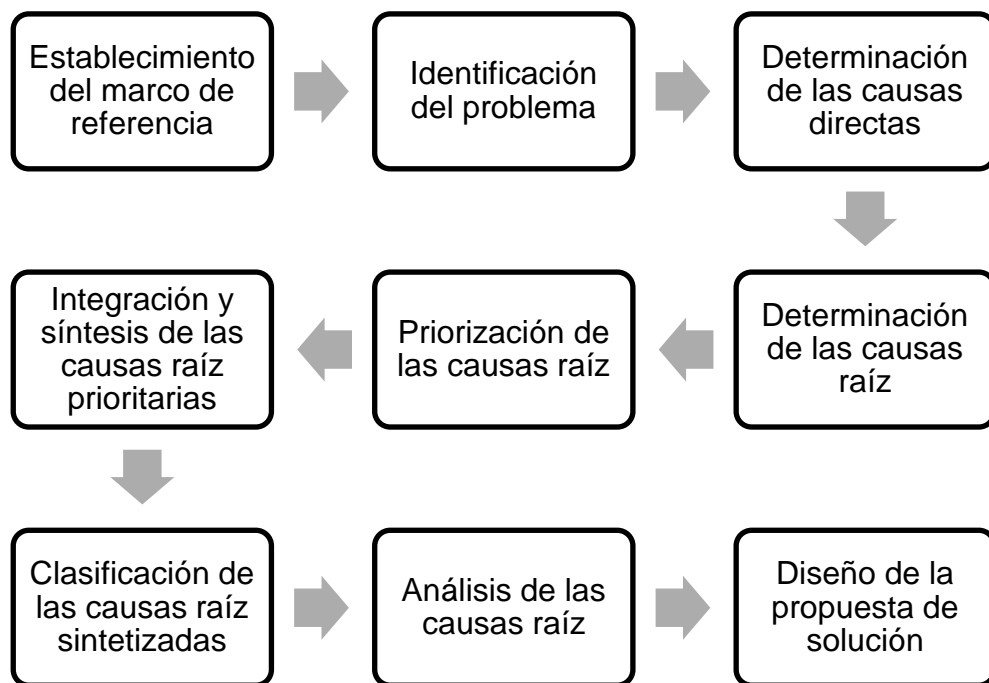 Establecimiento
del marco de
referencia
Identificación
del problema
Determinación
de las causas
directas
Determinación
de las causas
raíz
Priorización de
las causas raíz
Integración y
síntesis de las
causas raíz
prioritarias
Clasificación de
las causas raíz
sintetizadas
Análisis de las
causas raíz
Diseño de la
propuesta de
solución